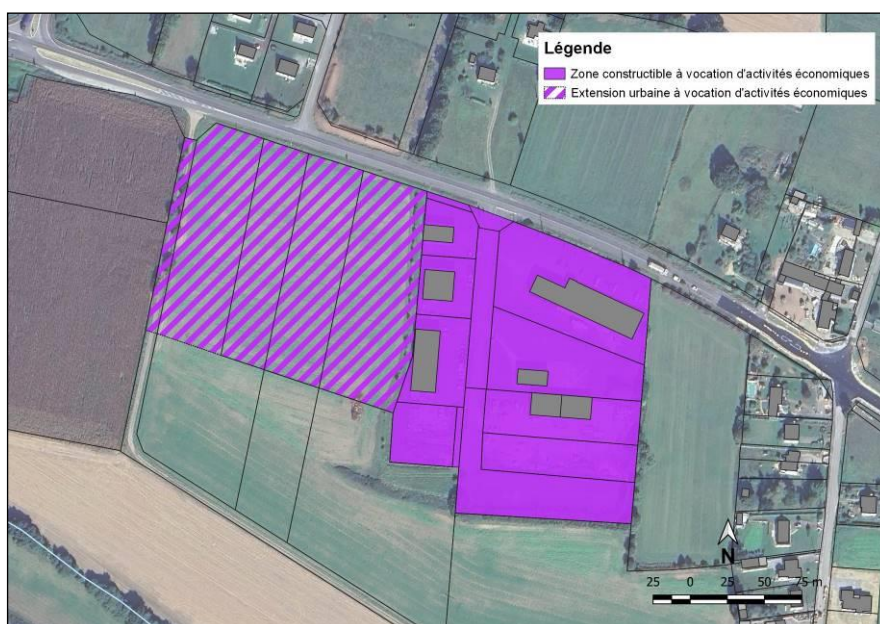 Légende
Zone constructible à vocation d'activités économiques
Extension urbaine à vocation d'activités économiques
N
25 0 25 50 75 m